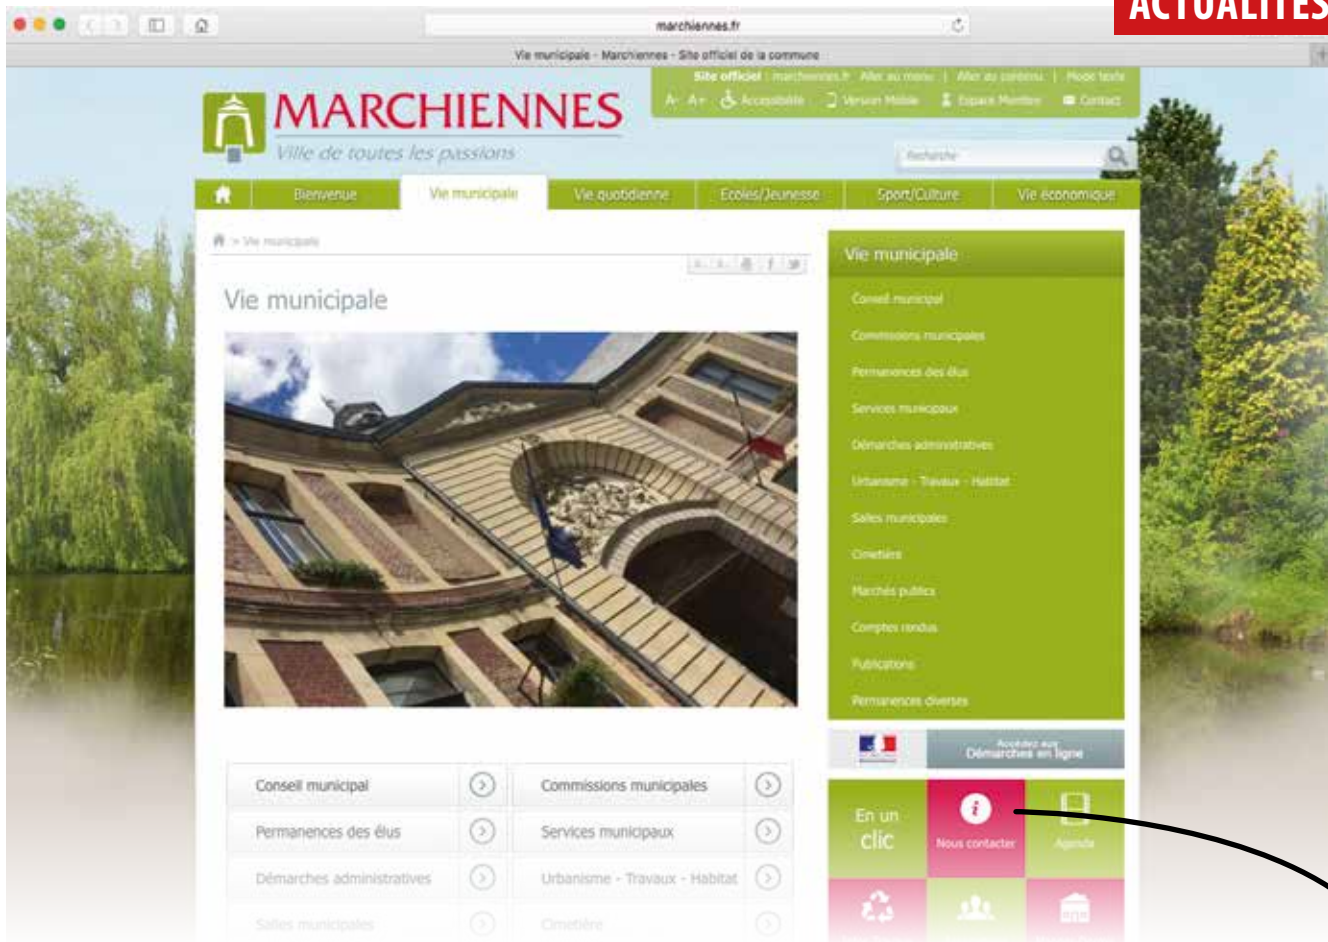 ACTUALITÉS
marchiennes.fr
Vie municipale - Marchiennes - Site officiel de la commune
Site officiel : marchiennes.fr Aller au menu | Aller au contenu | Mode texte
A- A+ Accessibilité Version Mobile Espace Membre Contact
MARCHIENNES
Ville de toutes les passions
Recherche
Bienvenue
Vie municipale
Vie quotidienne
Ecoles/Jeunesse
Sport/Culture
Vie économique
> Vie municipale
Vie municipale
Vie municipale
Conseil municipal
Commissions municipales
Permanences des élus
Services municipaux
Démarches administratives
Urbanisme - Travaux - Habitat
Salles municipales
Cimetière
Marchés publics
Comptes rendus
Publications
Permanences diverses
Accédez aux
Démarches en ligne
Conseil municipal
Commissions municipales
Permanences des élus
Services municipaux
Démarches administratives
Urbanisme - Travaux - Habitat
Salles municipales
Cimetière
En un
clic
Nous contacter
Agenda